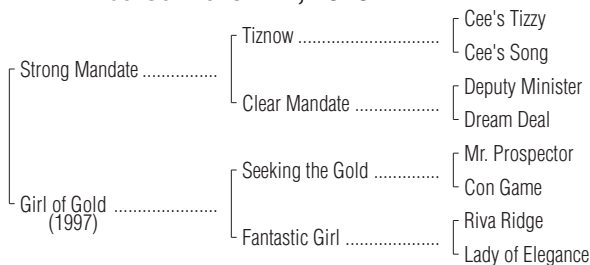 Cee's Tizzy
Tiznow ................................
Cee's Song
Strong Mandate ...............
Deputy Minister
Clear Mandate ...................
Dream Deal
Mr. Prospector
Seeking the Gold ...............
Con Game
Girl of Gold .....................
(1997)
Riva Ridge
Fantastic Girl .....................
Lady of Elegance